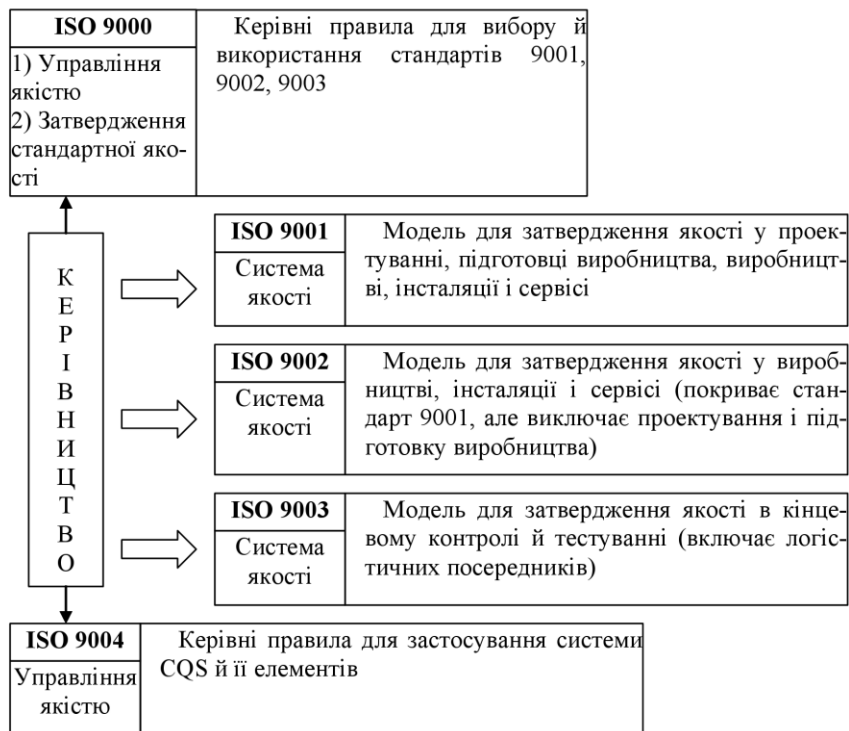 ISO 9000
1) Управління
якістю
2) Затвердження
стандартної яко-
сті
Керівні правила для вибору й
використання стандартів 9001,
9002, 9003
К
Е
Р
І
В
Н
И
Ц
Т
В
О
ISO 9001
Система
якості
Модель для затвердження якості у проек-
туванні, підготовці виробництва, виробницт-
ві, інсталяції і сервісі
ISO 9002
Система
якості
Модель для затвердження якості у вироб-
ництві, інсталяції і сервісі (покриває стан-
дарт 9001, але виключає проектування і під-
готовку виробництва)
ISO 9003
Система
якості
Модель для затвердження якості в кінце-
вому контролі й тестуванні (включає логіс-
тичних посередників)
ISO 9004
Управління
якістю
Керівні правила для застосування системи
CQS й її елементів